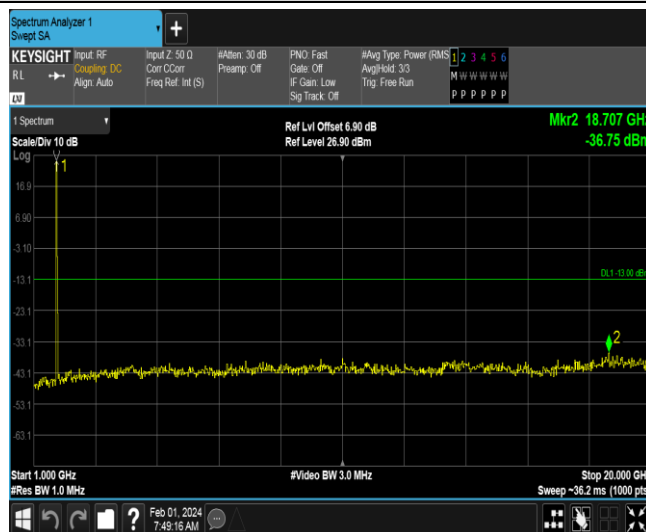 Spectrum Analyzer 1
Swept SA
+
KEYSIGHT Input: RF Input Z: 50 Ω #Atten: 30 dB PNO: Fast #Avg Type: Power (RMS 1 2 3 4 5 6
RL Coupling: DC Corr CCorr Preamp: Off Gate: Off Avg|Hold: 3/3 M W W W W W
Align: Auto Freq Ref: Int (S) IF Gain: Low Trig: Free Run
LXI Sig Track: Off P P P P P P
1 Spectrum Ref Lvl Offset 6.90 dB Mkr2 18.707 GHz
Scale/Div 10 dB Ref Level 26.90 dBm -36.75 dBm
Log
1
16.9
6.90
-3.10
-13.1 DL1 -13.00 dBm
-23.1
-33.1 2
-43.1
-53.1
-63.1
Start 1.000 GHz #Video BW 3.0 MHz Stop 20.000 GHz
#Res BW 1.0 MHz Sweep ~36.2 ms (1000 pts
? Feb 01, 2024
7:49:16 AM